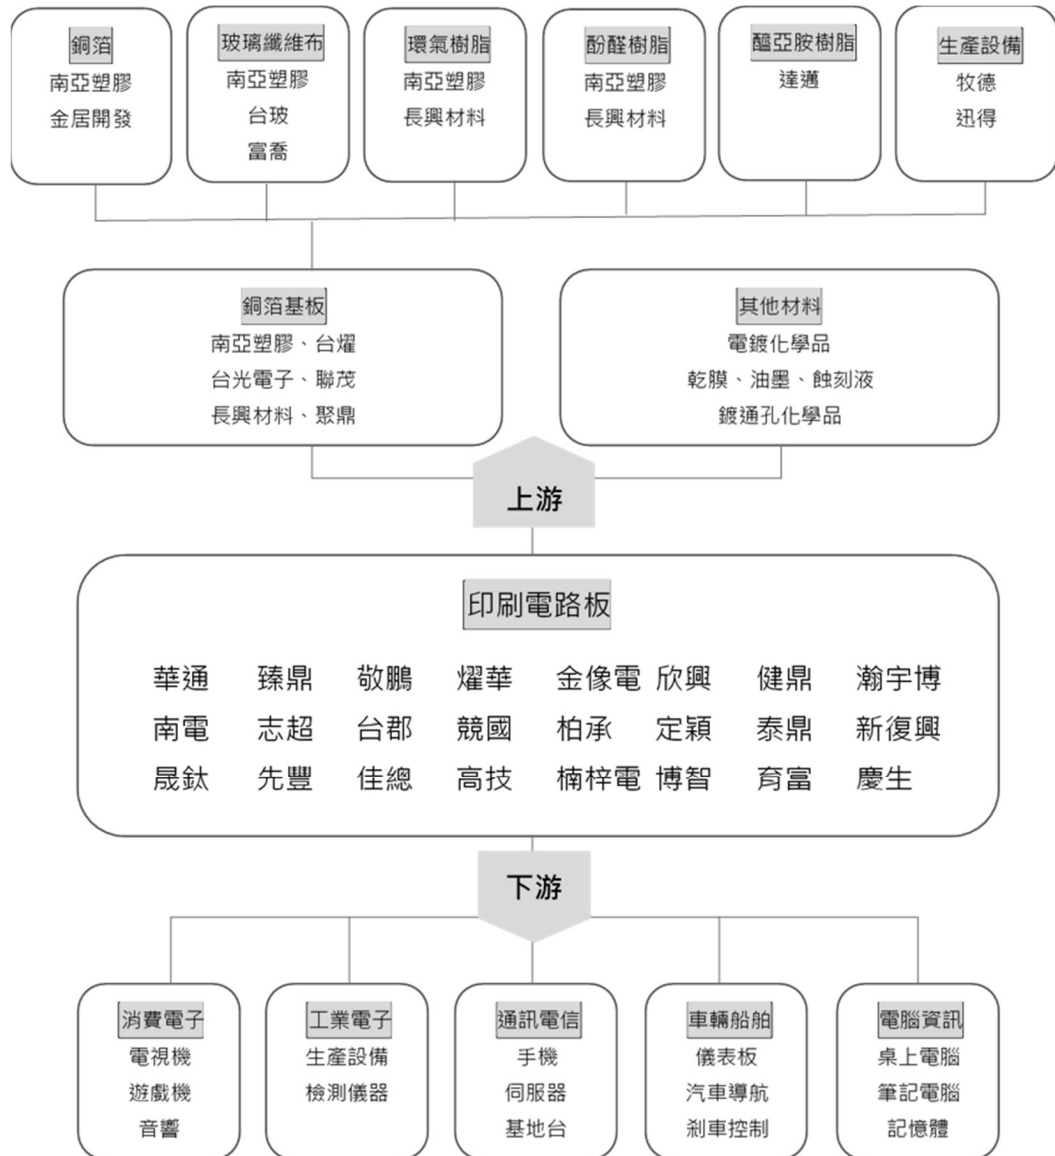 銅箔
南亞塑膠
金居開發
玻璃纖維布
南亞塑膠
台玻
富喬
環氧樹脂
南亞塑膠
長興材料
酚醛樹脂
南亞塑膠
長興材料
醯亞胺樹脂
達邁
生產設備
牧德
迅得
銅箔基板
南亞塑膠、台燿
台光電子、聯茂
長興材料、聚鼎
其他材料
電鍍化學品
乾膜、油墨、蝕刻液
鍍通孔化學品
上游
印刷電路板
華通 臻鼎 敬鵬 燿華 金像電 欣興 健鼎 瀚宇博
南電 志超 台郡 競國 柏承 定穎 泰鼎 新復興
晟鈦 先豐 佳總 高技 楠梓電 博智 育富 慶生
下游
消費電子
電視機
遊戲機
音響
工業電子
生產設備
檢測儀器
通訊電信
手機
伺服器
基地台
車輛船舶
儀表板
汽車導航
剎車控制
電腦資訊
桌上電腦
筆記電腦
記憶體